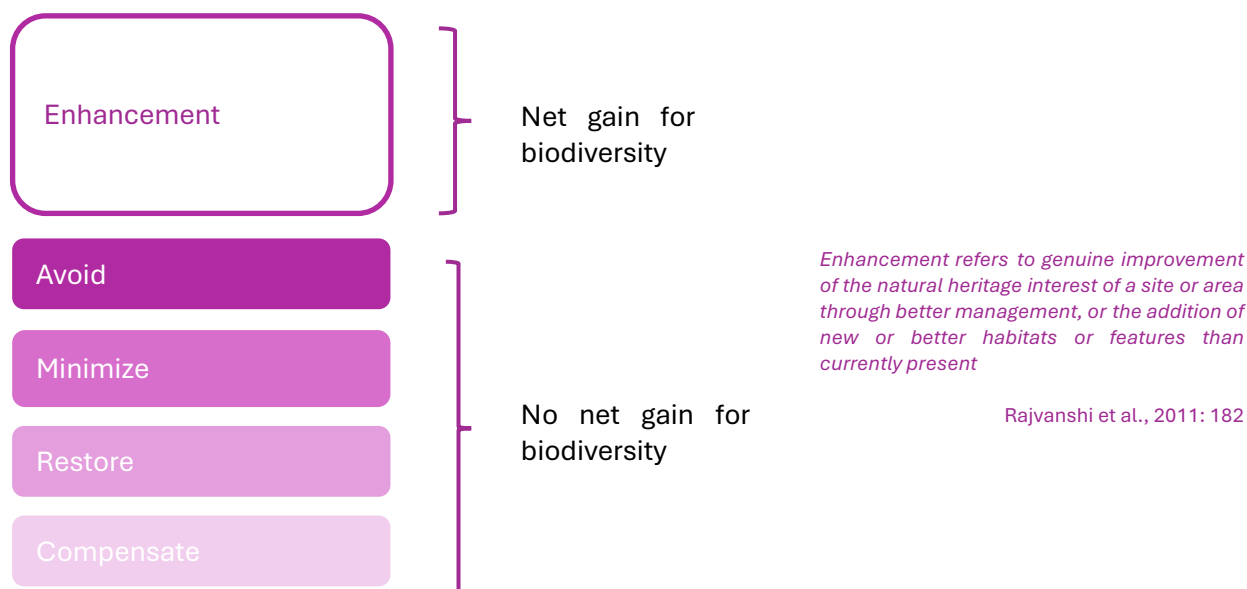 Enhancement
Net gain for
biodiversity
Avoid
Minimize
Restore
Compensate
No net gain for
biodiversity
Enhancement refers to genuine improvement
of the natural heritage interest of a site or area
through better management, or the addition of
new or better habitats or features than
currently present
Rajvanshi et al., 2011: 182